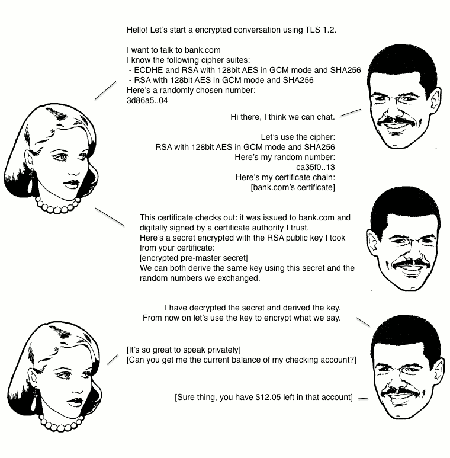 Hello! Let's start a encrypted conversation using TLS 1.2.
I want to talk to bank.com
I know the following cipher suites:
- ECDHE and RSA with 128bit AES in GCM mode and SHA256
- RSA with 128bit AES in GCM mode and SHA256
Here's a randomly chosen number:
3d86a5..04
Hi there, I think we can chat.
Let's use the cipher:
RSA with 128bit AES in GCM mode and SHA256
Here's my random number:
ca35f0..13
Here's my certificate chain:
[bank.com's certificate]
This certificate checks out: it was issued to bank.com and
digitally signed by a certificate authority I trust.
Here's a secret encrypted with the RSA public key I took
from your certificate:
[encrypted pre-master secret]
We can both derive the same key using this secret and the
random numbers we exchanged.
I have decrypted the secret and derived the key.
From now on let's use the key to encrypt what we say.
[It's so great to speak privately]
[Can you get me the current balance of my checking account?]
[Sure thing, you have $12.05 left in that account]